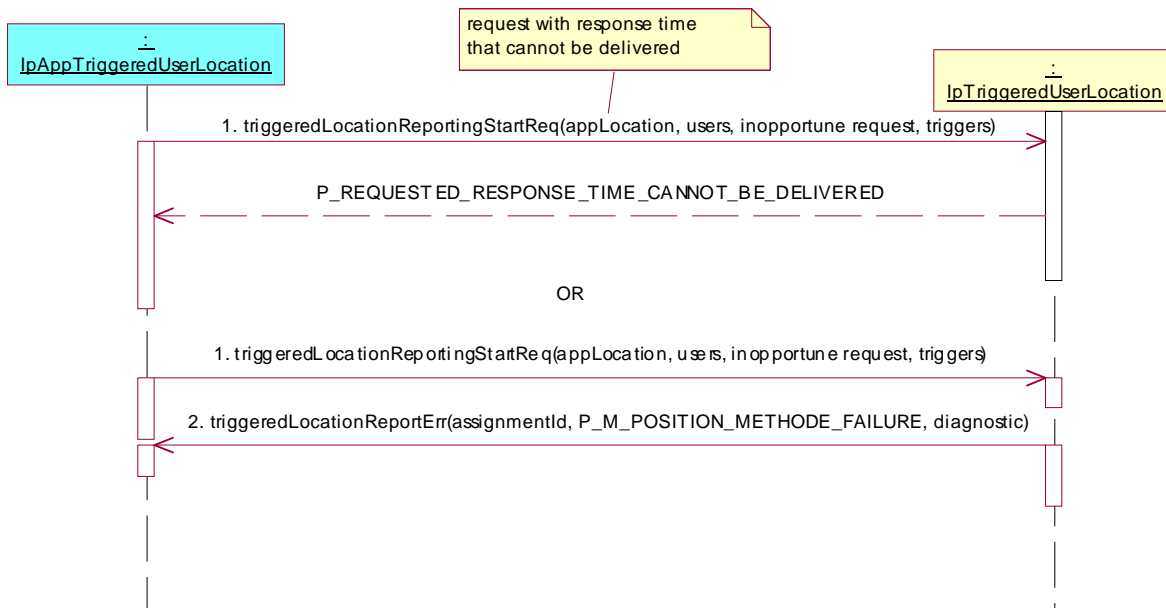 request with response time
that cannot be delivered
:
IpAppTriggeredUserLocation
:
IpTriggeredUserLocation
1. triggeredLocationReportingStartReq(appLocation, users, inopportune request, triggers)
P_REQUESTED_RESPONSE_TIME_CANNOT_BE_DELIVERED
OR
1. triggeredLocationReportingStartReq(appLocation, users, inopportune request, triggers)
2. triggeredLocationReportErr(assignmentId, P_M_POSITION_METHODE_FAILURE, diagnostic)